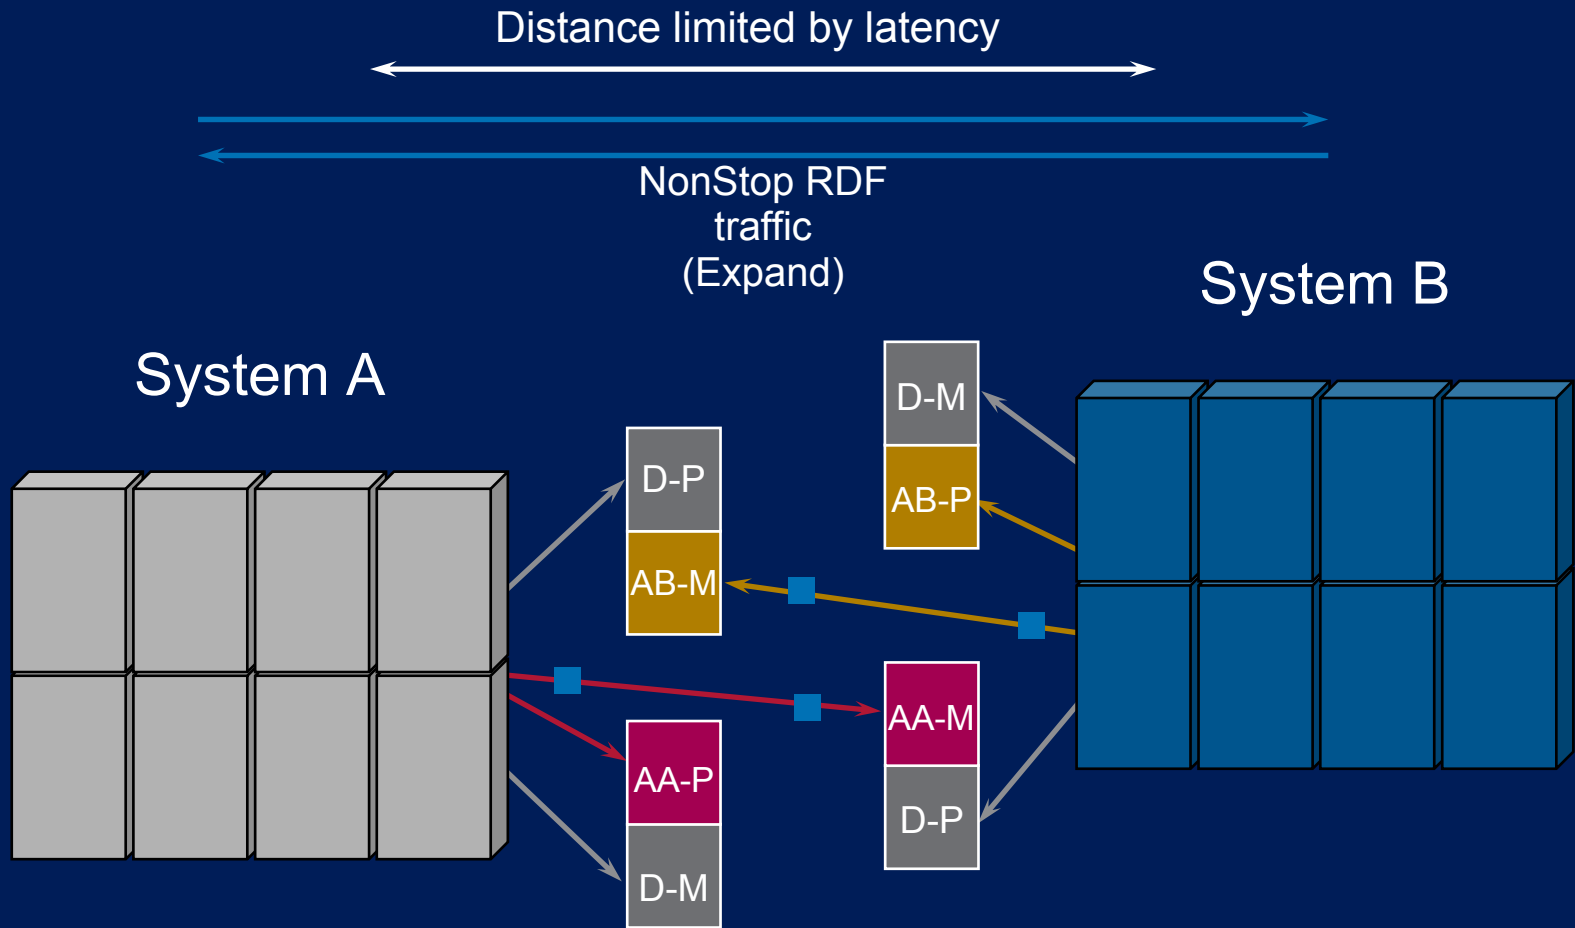 Distance limited by latency
NonStop RDF
traffic
(Expand)
System B
System A
D-M
D-P
AB-P
AB-M
AA-M
AA-P
D-P
D-M